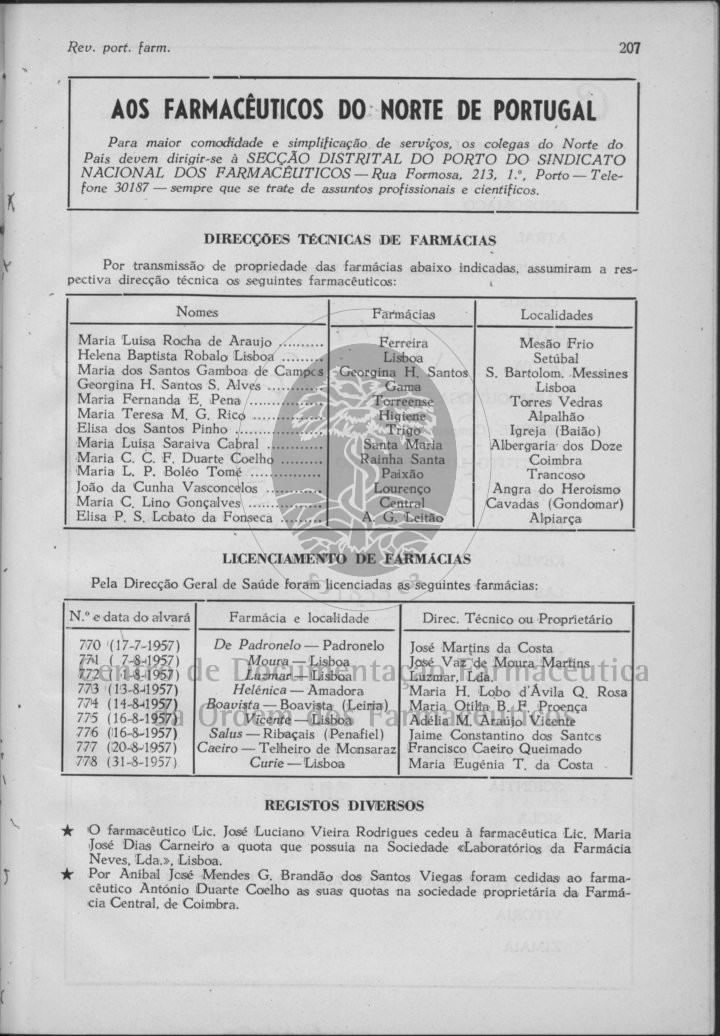 Rev. port. farm. 207
AOS FARMACÊUTICOS DO NORTE DE PORTUGAL
Para maior comodidade e simplificação de serviços, os colegas do Norte do
País devem dirigir-se à SECÇÃO DISTRITAL DO PORTO DO SINDICATO
NACIONAL DOS FARMACÊUTICOS — Rua Formosa, 213, 1.º, Porto — Tele-
fone 30187 — sempre que se trate de assuntos profissionais e científicos.
DIRECÇÕES TÉCNICAS DE FARMÁCIAS
Por transmissão de propriedade das farmácias abaixo indicadas, assumiram a res-
pectiva direcção técnica os seguintes farmacêuticos:
Nomes Farmácias Localidades
Maria Luísa Rocha de Araujo .......... Ferreira Mesão Frio
Helena Baptista Robalo Lisboa ......... Lisboa Setúbal
Maria dos Santos Gamboa de Campos Georgina H. Santos S. Bartolom. Messines
Georgina H. Santos S. Alves ............ Gama Lisboa
Maria Fernanda E. Pena ................ Torreense Torres Vedras
Maria Teresa M. G. Rico .............. Higiene Alpalhão
Elisa dos Santos Pinho ................. Trigo Igreja (Baião)
Maria Luísa Saraiva Cabral ............ Santa Maria Albergaria dos Doze
Maria C. C. F. Duarte Coelho ......... Rainha Santa Coimbra
Maria L. P. Boléo Tomé .............. Paixão Trancoso
João da Cunha Vasconcelos ........... Lourenço Angra do Heroismo
Maria C. Lino Gonçalves .............. Central Cavadas (Gondomar)
Elisa P. S. Lobato da Fonseca ......... A. G. Leitão Alpiarça
LICENCIAMENTO DE FARMÁCIAS
Pela Direcção Geral de Saúde foram licenciadas as seguintes farmácias:
N.º e data do alvará Farmácia e localidade Direc. Técnico ou Proprietário
770 (17-7-1957) De Padronelo — Padronelo José Martins da Costa
771 ( 7-8-1957) Moura — Lisboa José Vaz de Moura Martins
772 ( 1-8-1957) Luzmar — Lisboa Luzmar, Lda.
773 (13-8-1957) Helénica — Amadora Maria H. Lobo d'Ávila Q. Rosa
774 (14-8-1957) Boavista — Boavista (Leiria) Maria Otília B. F. Proença
775 (16-8-1957) Vicente — Lisboa Adélia M. Araújo Vicente
776 (16-8-1957) Salus — Ribaçais (Penafiel) Jaime Constantino dos Santos
777 (20-8-1957) Caeiro — Telheiro de Monsaraz Francisco Caeiro Queimado
778 (31-8-1957) Curie — Lisboa Maria Eugénia T. da Costa
Centro de Documentação Farmacêutica
da Ordem dos Farmacêuticos
REGISTOS DIVERSOS
★ O farmacêutico Lic. José Luciano Vieira Rodrigues cedeu à farmacêutica Lic. Maria
José Dias Carneiro a quota que possuia na Sociedade «Laboratórios da Farmácia
Neves, Lda.», Lisboa.
★ Por Aníbal José Mendes G. Brandão dos Santos Viegas foram cedidas ao farma-
cêutico António Duarte Coelho as suas quotas na sociedade proprietária da Farmá-
cia Central, de Coimbra.